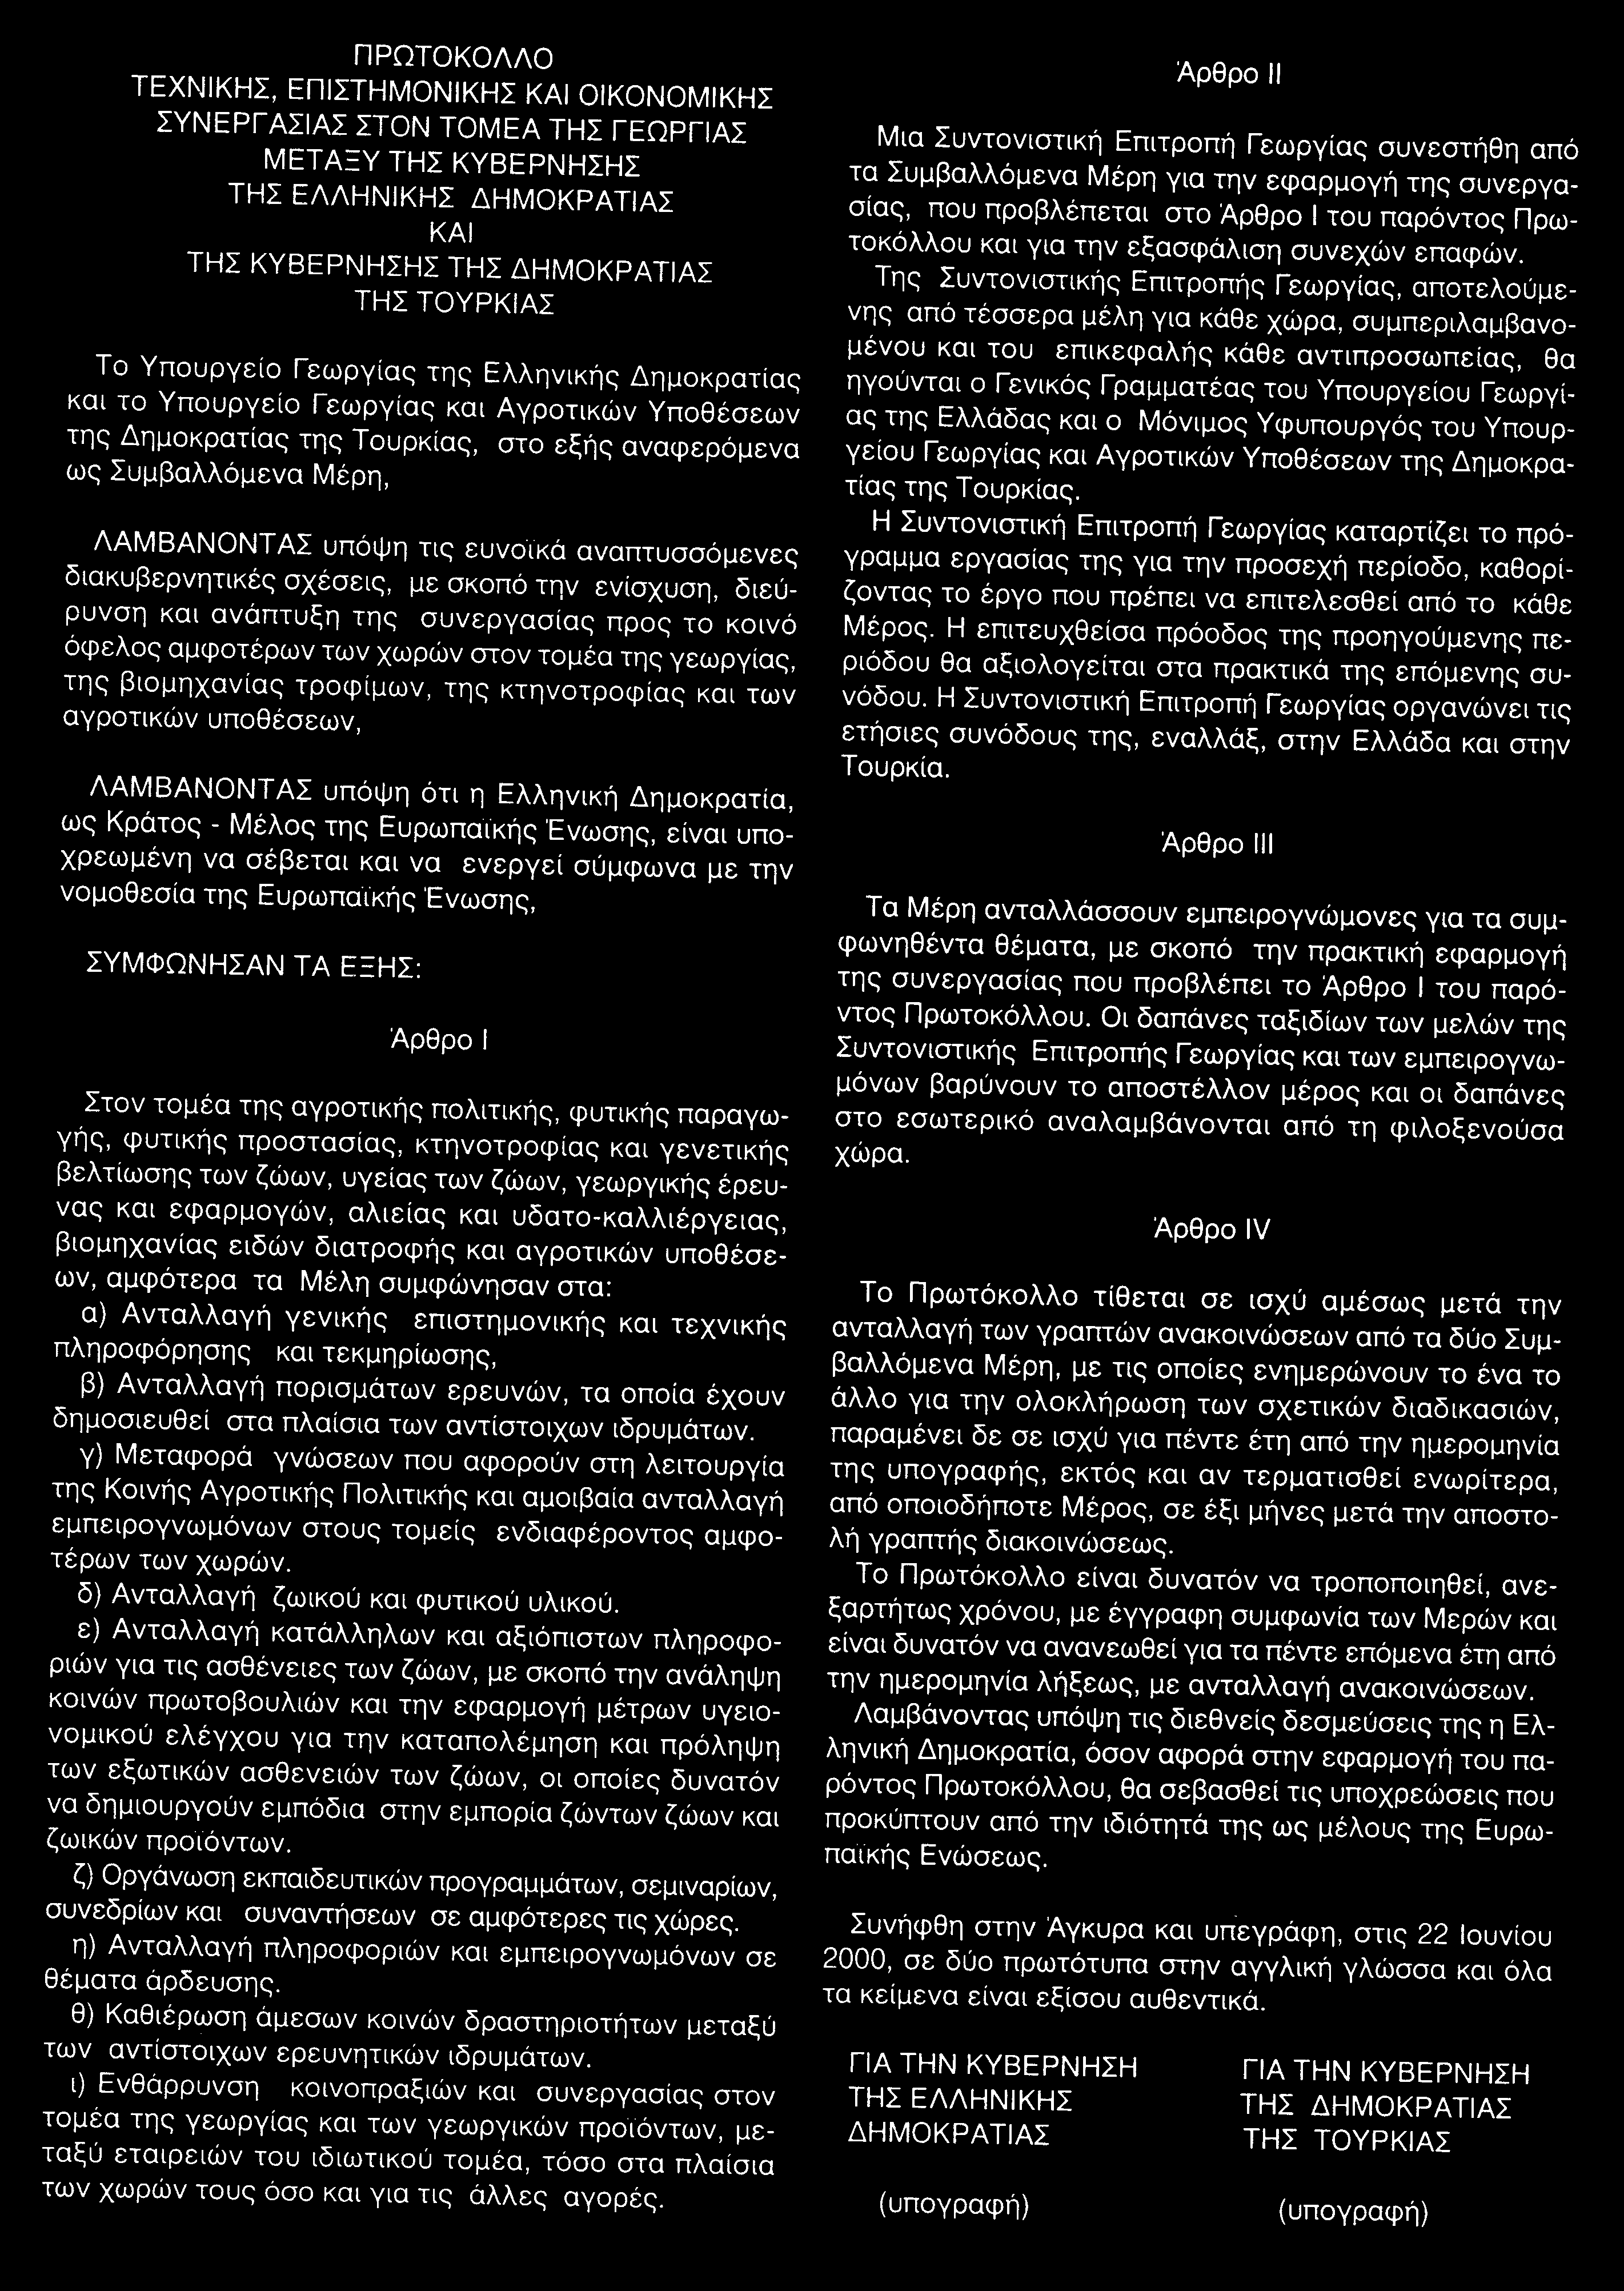 ΠΡΩΤΟΚΟΛΛΟ
ΤΕΧΝΙΚΗΣ, ΕΠΙΣΤΗΜΟΝΙΚΗΣ ΚΑΙ ΟΙΚΟΝΟΜΙΚΗΣ
ΣΥΝΕΡΓΑΣΙΑΣ ΣΤΟΝ ΤΟΜΕΑ ΤΗΣ ΓΕΩΡΓΙΑΣ
ΜΕΤΑΞΥ ΤΗΣ ΚΥΒΕΡΝΗΣΗΣ
ΤΗΣ ΕΛΛΗΝΙΚΗΣ ΔΗΜΟΚΡΑΤΙΑΣ
ΚΑΙ
ΤΗΣ ΚΥΒΕΡΝΗΣΗΣ ΤΗΣ ΔΗΜΟΚΡΑΤΙΑΣ
ΤΗΣ ΤΟΥΡΚΙΑΣ
Το Υπουργείο Γεωργίας της Ελληνικής Δημοκρατίας
και το Υπουργείο Γεωργίας και Αγροτικών Υποθέσεων
της Δημοκρατίας της Τουρκίας, στο εξής αναφερόμενα
ως Συμβαλλόμενα Μέρη,
ΛΑΜΒΑΝΟΝΤΑΣ υπόψη τις ευνοϊκά αναπτυσσόμενες
διακυβερνητικές σχέσεις, με σκοπό την ενίσχυση, διεύ-
ρυνση και ανάπτυξη της συνεργασίας προς το κοινό
όφελος αμφοτέρων των χωρών στον τομέα της γεωργίας,
της βιομηχανίας τροφίμων, της κτηνοτροφίας και των
αγροτικών υποθέσεων,
ΛΑΜΒΑΝΟΝΤΑΣ υπόψη ότι η Ελληνική Δημοκρατία,
ως Κράτος - Μέλος της Ευρωπαϊκής Ένωσης, είναι υπο-
χρεωμένη να σέβεται και να ενεργεί σύμφωνα με την
νομοθεσία της Ευρωπαϊκής Ένωσης,
ΣΥΜΦΩΝΗΣΑΝ ΤΑ ΕΞΗΣ:
Άρθρο Ι
Στον τομέα της αγροτικής πολιτικής, φυτικής παραγω-
γής, φυτικής προστασίας, κτηνοτροφίας και γενετικής
βελτίωσης των ζώων, υγείας των ζώων, γεωργικής έρευ-
νας και εφαρμογών, αλιείας και υδατο-καλλιέργειας,
βιομηχανίας ειδών διατροφής και αγροτικών υποθέσε-
ων, αμφότερα τα Μέλη συμφώνησαν στα:
α) Ανταλλαγή γενικής επιστημονικής και τεχνικής
πληροφόρησης και τεκμηρίωσης,
β) Ανταλλαγή πορισμάτων ερευνών, τα οποία έχουν
δημοσιευθεί στα πλαίσια των αντίστοιχων ιδρυμάτων.
γ) Μεταφορά γνώσεων που αφορούν στη λειτουργία
της Κοινής Αγροτικής Πολιτικής και αμοιβαία ανταλλαγή
εμπειρογνωμόνων στους τομείς ενδιαφέροντος αμφο-
τέρων των χωρών.
δ) Ανταλλαγή ζωικού και φυτικού υλικού.
ε) Ανταλλαγή κατάλληλων και αξιόπιστων πληροφο-
ριών για τις ασθένειες των ζώων, με σκοπό την ανάληψη
κοινών πρωτοβουλιών και την εφαρμογή μέτρων υγειο-
νομικού ελέγχου για την καταπολέμηση και πρόληψη
των εξωτικών ασθενειών των ζώων, οι οποίες δυνατόν
να δημιουργούν εμπόδια στην εμπορία ζώντων ζώων και
ζωικών προϊόντων.
ζ) Οργάνωση εκπαιδευτικών προγραμμάτων, σεμιναρίων,
συνεδρίων και συναντήσεων σε αμφότερες τις χώρες.
η) Ανταλλαγή πληροφοριών και εμπειρογνωμόνων σε
θέματα άρδευσης.
θ) Καθιέρωση άμεσων κοινών δραστηριοτήτων μεταξύ
των αντίστοιχων ερευνητικών ιδρυμάτων.
ι) Ενθάρρυνση κοινοπραξιών και συνεργασίας στον
τομέα της γεωργίας και των γεωργικών προϊόντων, με-
ταξύ εταιρειών του ιδιωτικού τομέα, τόσο στα πλαίσια
των χωρών τους όσο και για τις άλλες αγορές.
Άρθρο ΙΙ
Μια Συντονιστική Επιτροπή Γεωργίας συνεστήθη από
τα Συμβαλλόμενα Μέρη για την εφαρμογή της συνεργα-
σίας, που προβλέπεται στο Άρθρο Ι του παρόντος Πρω-
τοκόλλου και για την εξασφάλιση συνεχών επαφών.
Της Συντονιστικής Επιτροπής Γεωργίας, αποτελούμε-
νης από τέσσερα μέλη για κάθε χώρα, συμπεριλαμβανο-
μένου και του επικεφαλής κάθε αντιπροσωπείας, θα
ηγούνται ο Γενικός Γραμματέας του Υπουργείου Γεωργί-
ας της Ελλάδας και ο Μόνιμος Υφυπουργός του Υπουρ-
γείου Γεωργίας και Αγροτικών Υποθέσεων της Δημοκρα-
τίας της Τουρκίας.
Η Συντονιστική Επιτροπή Γεωργίας καταρτίζει το πρό-
γραμμα εργασίας της για την προσεχή περίοδο, καθορί-
ζοντας το έργο που πρέπει να επιτελεσθεί από το κάθε
Μέρος. Η επιτευχθείσα πρόοδος της προηγούμενης πε-
ριόδου θα αξιολογείται στα πρακτικά της επόμενης συ-
νόδου. Η Συντονιστική Επιτροπή Γεωργίας οργανώνει τις
ετήσιες συνόδους της, εναλλάξ, στην Ελλάδα και στην
Τουρκία.
Άρθρο ΙΙΙ
Τα Μέρη ανταλλάσσουν εμπειρογνώμονες για τα συμ-
φωνηθέντα θέματα, με σκοπό την πρακτική εφαρμογή
της συνεργασίας που προβλέπει το Άρθρο Ι του παρό-
ντος Πρωτοκόλλου. Οι δαπάνες ταξιδίων των μελών της
Συντονιστικής Επιτροπής Γεωργίας και των εμπειρογνω-
μόνων βαρύνουν το αποστέλλον μέρος και οι δαπάνες
στο εσωτερικό αναλαμβάνονται από τη φιλοξενούσα
χώρα.
Άρθρο IV
Το Πρωτόκολλο τίθεται σε ισχύ αμέσως μετά την
ανταλλαγή των γραπτών ανακοινώσεων από τα δύο Συμ-
βαλλόμενα Μέρη, με τις οποίες ενημερώνουν το ένα το
άλλο για την ολοκλήρωση των σχετικών διαδικασιών,
παραμένει δε σε ισχύ για πέντε έτη από την ημερομηνία
της υπογραφής, εκτός και αν τερματισθεί ενωρίτερα,
από οποιοδήποτε Μέρος, σε έξι μήνες μετά την αποστο-
λή γραπτής διακοινώσεως.
Το Πρωτόκολλο είναι δυνατόν να τροποποιηθεί, ανε-
ξαρτήτως χρόνου, με έγγραφη συμφωνία των Μερών και
είναι δυνατόν να ανανεωθεί για τα πέντε επόμενα έτη από
την ημερομηνία λήξεως, με ανταλλαγή ανακοινώσεων.
Λαμβάνοντας υπόψη τις διεθνείς δεσμεύσεις της η Ελ-
ληνική Δημοκρατία, όσον αφορά στην εφαρμογή του πα-
ρόντος Πρωτοκόλλου, θα σεβασθεί τις υποχρεώσεις που
προκύπτουν από την ιδιότητά της ως μέλους της Ευρω-
παϊκής Ενώσεως.
Συνήφθη στην Άγκυρα και υπεγράφη, στις 22 Ιουνίου
2000, σε δύο πρωτότυπα στην αγγλική γλώσσα και όλα
τα κείμενα είναι εξίσου αυθεντικά.
ΓΙΑ ΤΗΝ ΚΥΒΕΡΝΗΣΗ ΓΙΑ ΤΗΝ ΚΥΒΕΡΝΗΣΗ
ΤΗΣ ΕΛΛΗΝΙΚΗΣ ΤΗΣ ΔΗΜΟΚΡΑΤΙΑΣ
ΔΗΜΟΚΡΑΤΙΑΣ ΤΗΣ ΤΟΥΡΚΙΑΣ
(υπογραφή) (υπογραφή)